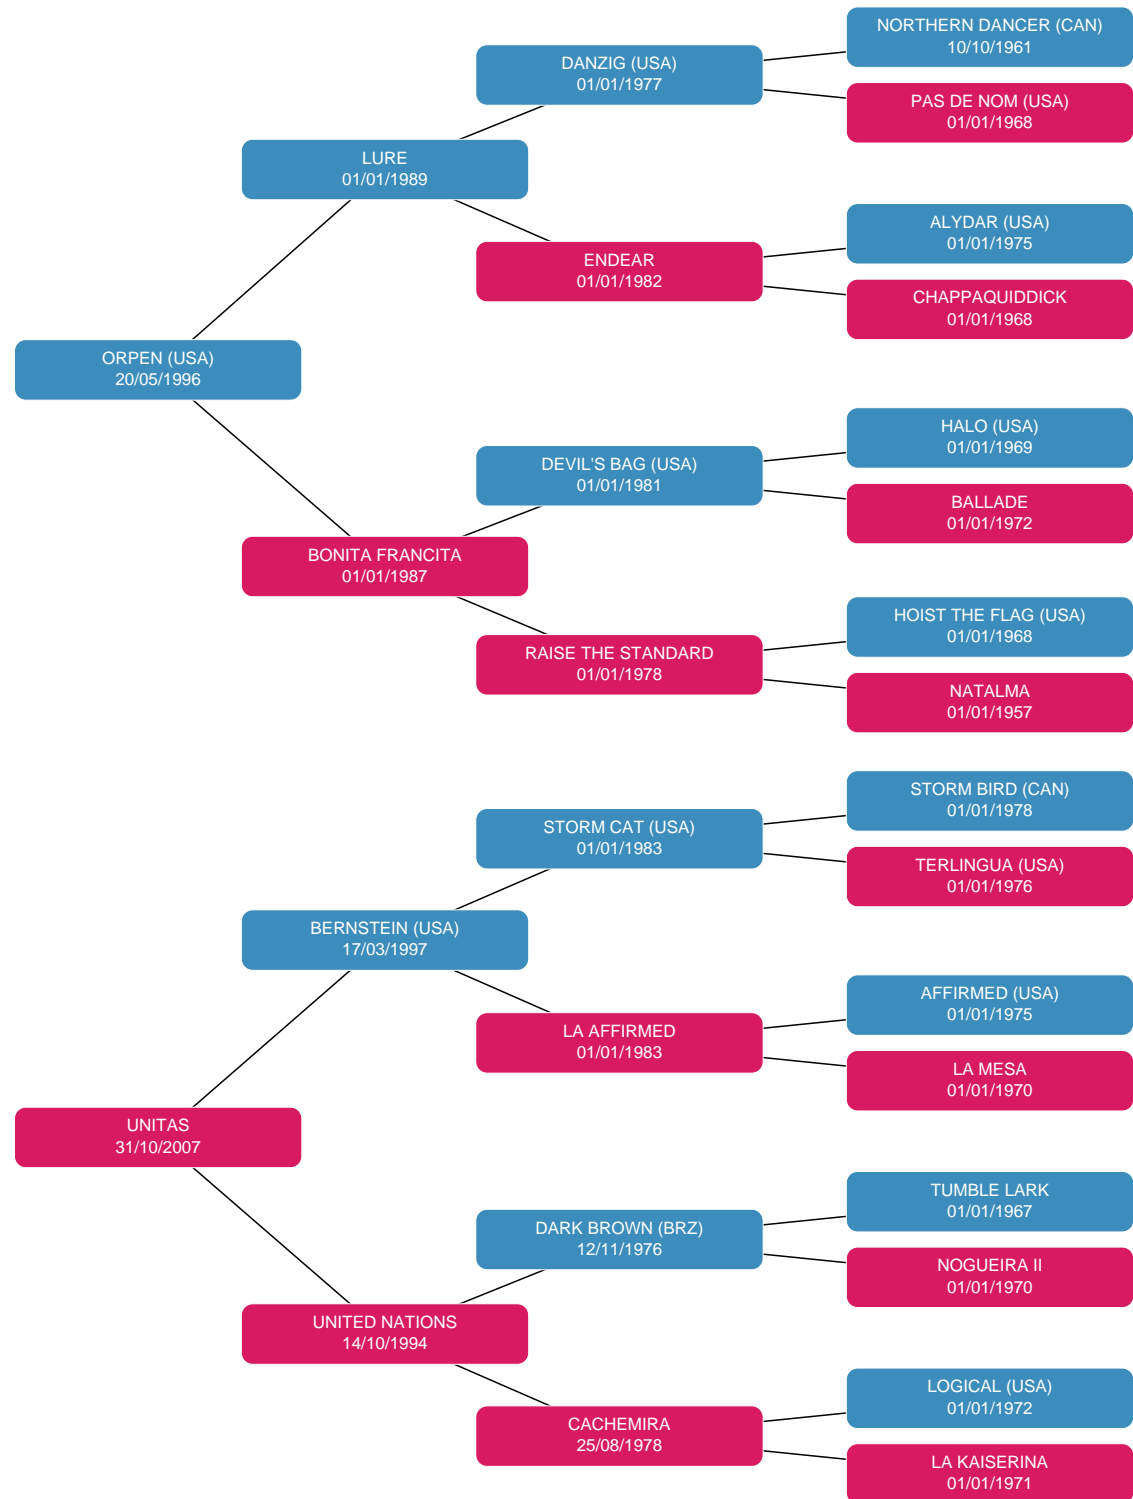 NORTHERN DANCER (CAN)
10/10/1961
DANZIG (USA)
01/01/1977
PAS DE NOM (USA)
01/01/1968
LURE
01/01/1989
ALYDAR (USA)
01/01/1975
ENDEAR
01/01/1982
CHAPPAQUIDDICK
01/01/1968
ORPEN (USA)
20/05/1996
HALO (USA)
01/01/1969
DEVIL'S BAG (USA)
01/01/1981
BALLADE
01/01/1972
BONITA FRANCITA
01/01/1987
HOIST THE FLAG (USA)
01/01/1968
RAISE THE STANDARD
01/01/1978
NATALMA
01/01/1957
STORM BIRD (CAN)
01/01/1978
STORM CAT (USA)
01/01/1983
TERLINGUA (USA)
01/01/1976
BERNSTEIN (USA)
17/03/1997
AFFIRMED (USA)
01/01/1975
LA AFFIRMED
01/01/1983
LA MESA
01/01/1970
UNITAS
31/10/2007
TUMBLE LARK
01/01/1967
DARK BROWN (BRZ)
12/11/1976
NOGUEIRA II
01/01/1970
UNITED NATIONS
14/10/1994
LOGICAL (USA)
01/01/1972
CACHEMIRA
25/08/1978
LA KAISERINA
01/01/1971